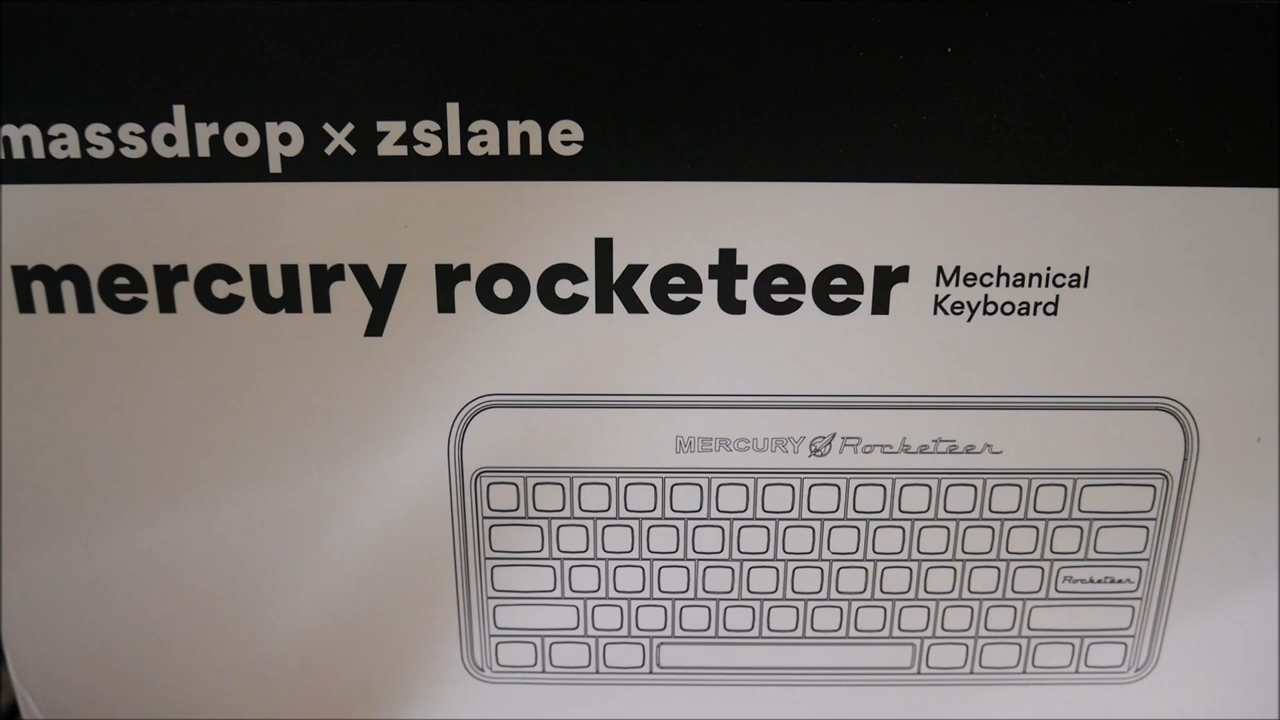 massdrop x zslane
mercury rocketeer
Mechanical
Keyboard
MERCURY Rocketeer
Rocketeer